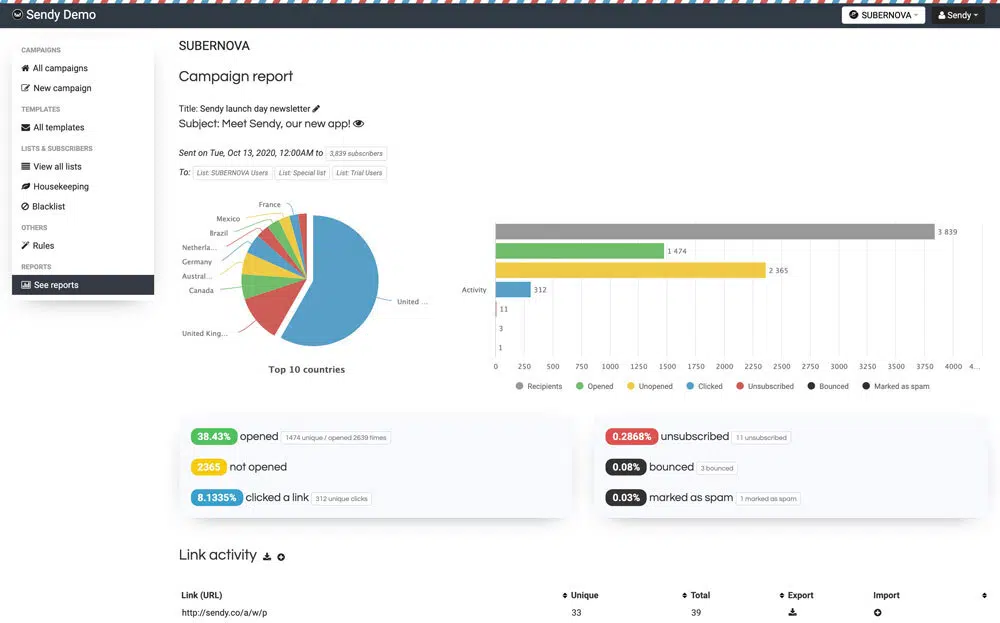 Sendy Demo
SUBERNOVA
Sendy
CAMPAIGNS
All campaigns
New campaign
TEMPLATES
All templates
LISTS & SUBSCRIBERS
View all lists
Housekeeping
Blacklist
OTHERS
Rules
REPORTS
See reports
SUBERNOVA
Campaign report
Title: Sendy launch day newsletter
Subject: Meet Sendy, our new app!
Sent on Tue, Oct 13, 2020, 12:00AM to 3,839 subscribers
To: List: SUBERNOVA Users List: Special list List: Trial Users
France
Mexico
Brazil
Netherla...
Germany
Austral...
Canada
United King...
United ...
Top 10 countries
3 839
1 474
2 365
Activity 312
11
3
1
0 250 500 750 1000 1250 1500 1750 2000 2250 2500 2750 3000 3250 3500 3750 4000 4...
Recipients Opened Unopened Clicked Unsubscribed Bounced Marked as spam
38.43% opened 1474 unique / opened 2639 times
2365 not opened
8.1335% clicked a link 312 unique clicks
0.2868% unsubscribed 11 unsubscribed
0.08% bounced 3 bounced
0.03% marked as spam 1 marked as spam
Link activity
Link (URL) Unique Total Export Import
http://sendy.co/a/w/p 33 39